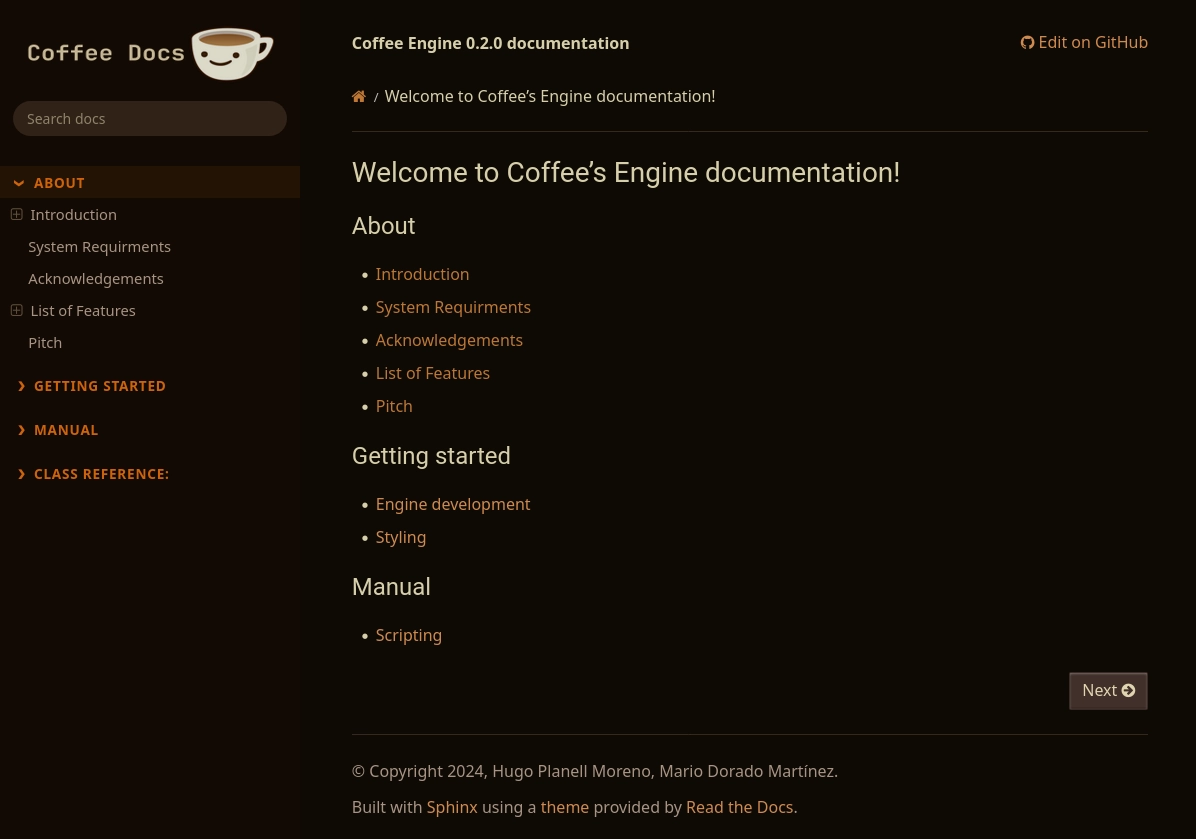 Coffee Docs
Search docs
ABOUT
Introduction
System Requirments
Acknowledgements
List of Features
Pitch
GETTING STARTED
MANUAL
CLASS REFERENCE:
Coffee Engine 0.2.0 documentation
Edit on GitHub
/ Welcome to Coffee’s Engine documentation!
Welcome to Coffee’s Engine documentation!
About
• Introduction
• System Requirments
• Acknowledgements
• List of Features
• Pitch
Getting started
• Engine development
• Styling
Manual
• Scripting
Next
© Copyright 2024, Hugo Planell Moreno, Mario Dorado Martínez.
Built with Sphinx using a theme provided by Read the Docs.